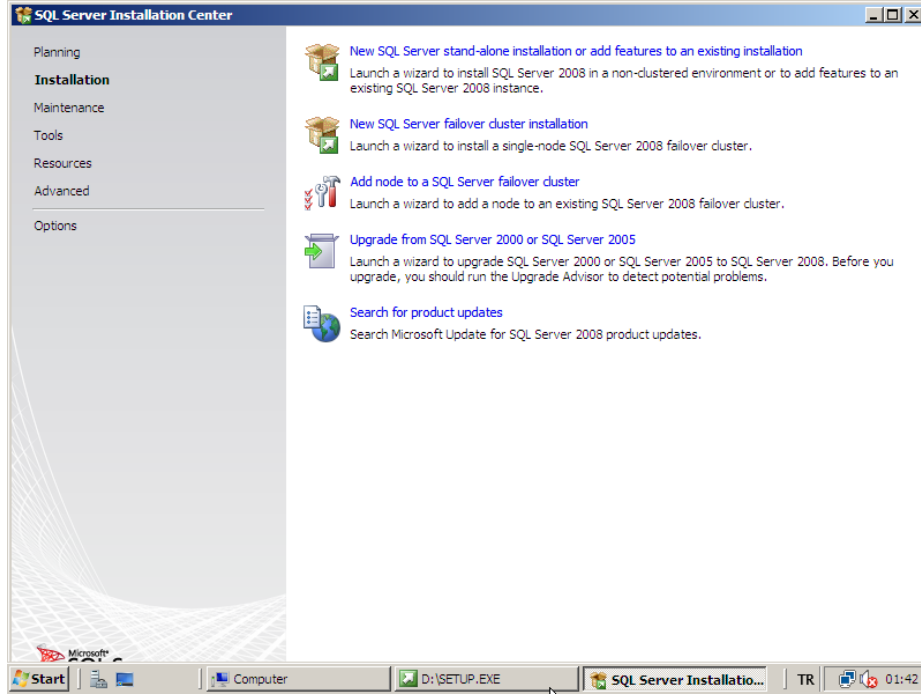 SQL Server Installation Center
Planning
Installation
Maintenance
Tools
Resources
Advanced
Options
New SQL Server stand-alone installation or add features to an existing installation
Launch a wizard to install SQL Server 2008 in a non-clustered environment or to add features to an
existing SQL Server 2008 instance.
New SQL Server failover cluster installation
Launch a wizard to install a single-node SQL Server 2008 failover cluster.
Add node to a SQL Server failover cluster
Launch a wizard to add a node to an existing SQL Server 2008 failover cluster.
Upgrade from SQL Server 2000 or SQL Server 2005
Launch a wizard to upgrade SQL Server 2000 or SQL Server 2005 to SQL Server 2008. Before you
upgrade, you should run the Upgrade Advisor to detect potential problems.
Search for product updates
Search Microsoft Update for SQL Server 2008 product updates.
Microsoft
Start
Computer
D:\SETUP.EXE
SQL Server Installatio...
TR
01:42